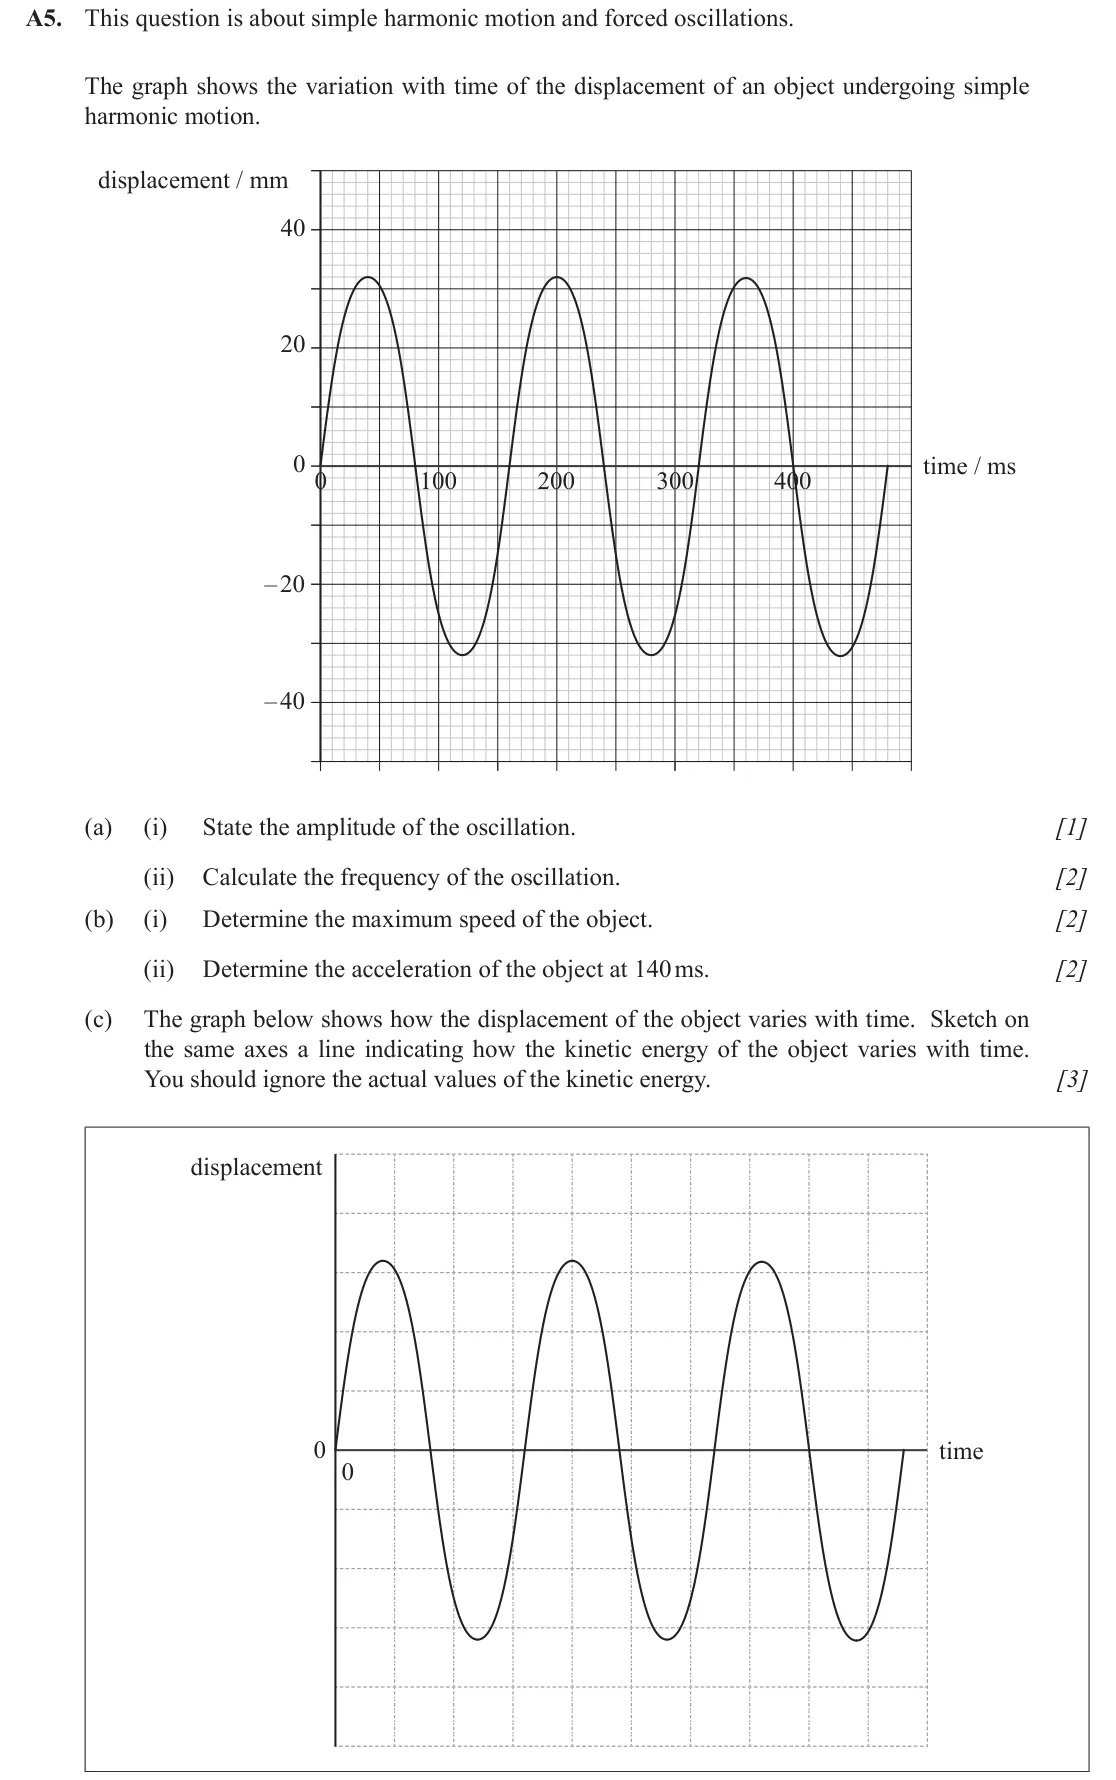 A5. This question is about simple harmonic motion and forced oscillations.
The graph shows the variation with time of the displacement of an object undergoing simple
harmonic motion.
displacement / mm
40
20
0
time / ms
0 100 200 300 400
−20
−40
(a) (i) State the amplitude of the oscillation. [1]
(ii) Calculate the frequency of the oscillation. [2]
(b) (i) Determine the maximum speed of the object. [2]
(ii) Determine the acceleration of the object at 140 ms. [2]
(c) The graph below shows how the displacement of the object varies with time. Sketch on
the same axes a line indicating how the kinetic energy of the object varies with time.
You should ignore the actual values of the kinetic energy. [3]
displacement
0 time
0